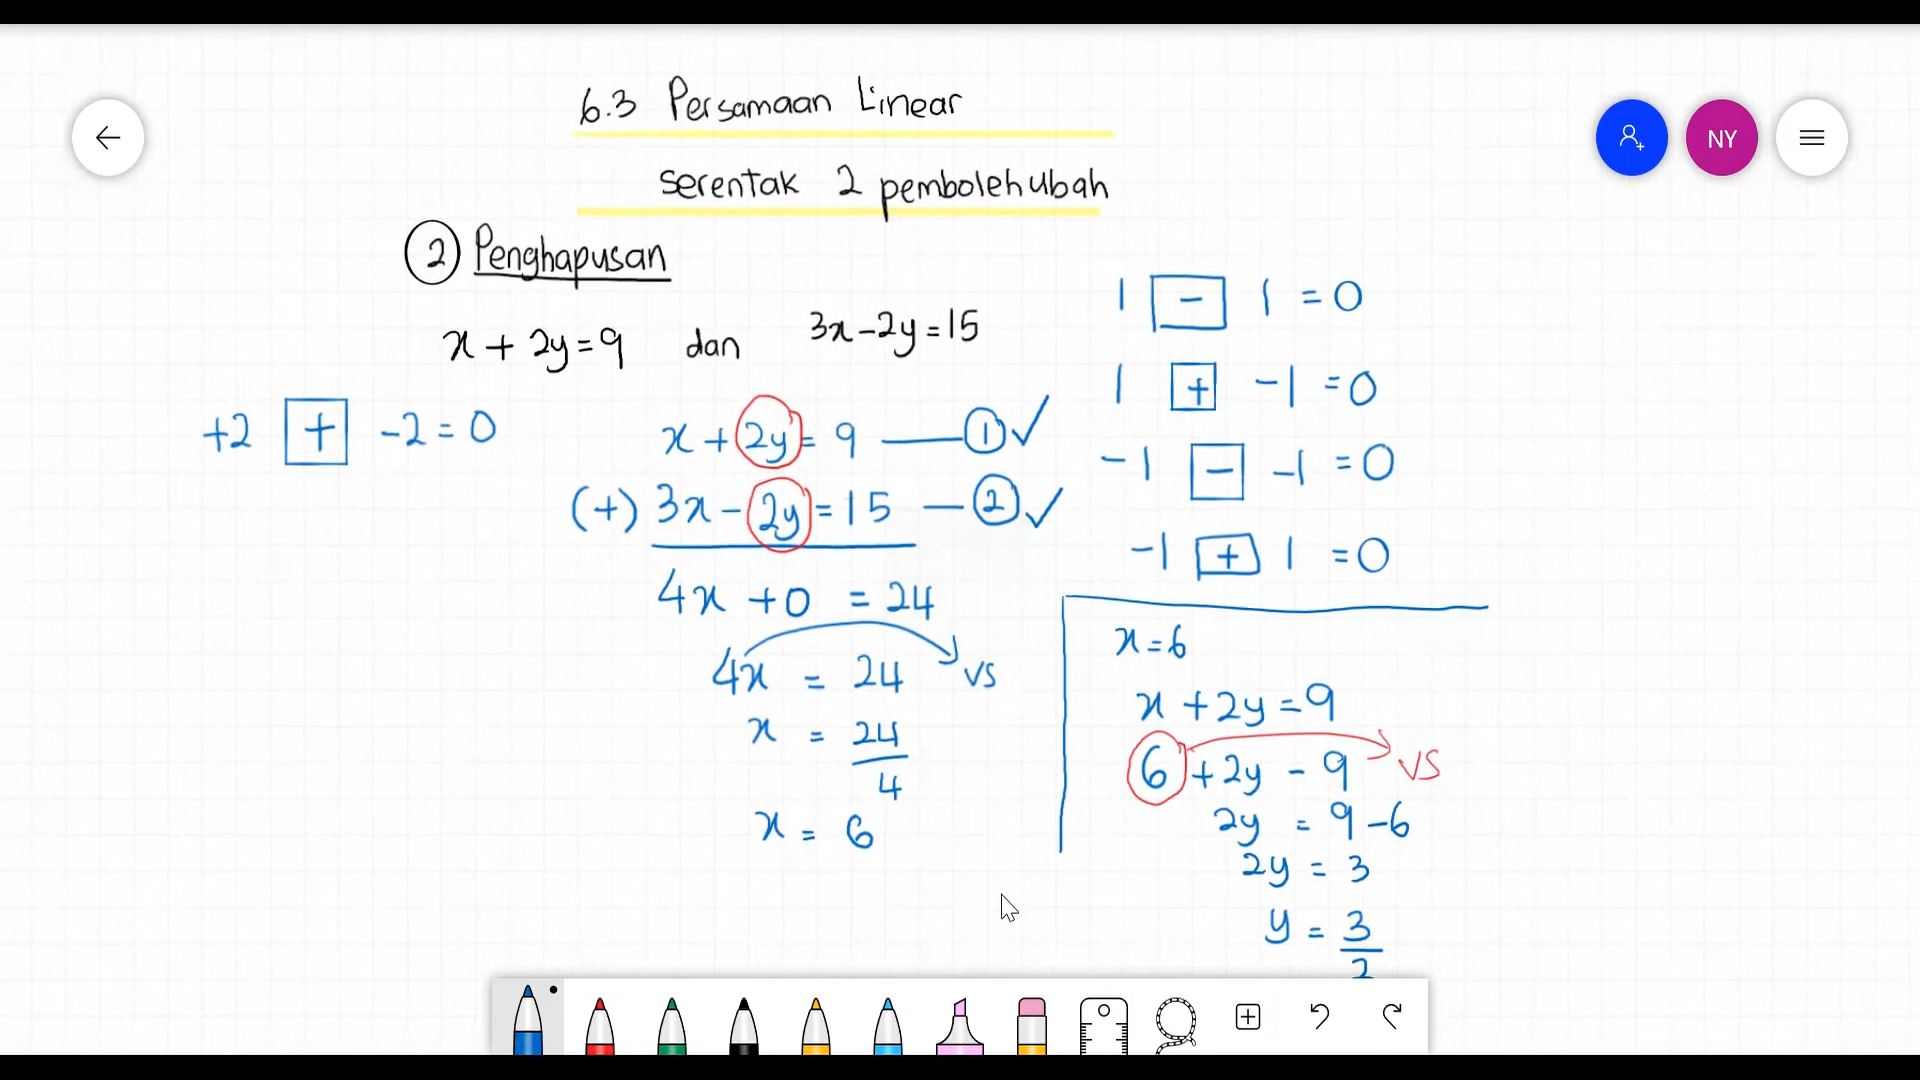 6.3 Persamaan Linear
serentak 2 pembolehubah
NY
② Penghapusan
x + 2y = 9 dan 3x - 2y = 15
+2 + -2 = 0
x + 2y = 9 —— ① ✓
(+) 3x - 2y = 15 — ② ✓
4x + 0 = 24
4x = 24 vs
x = 24/4
x = 6
1 - 1 = 0
1 + -1 = 0
-1 - -1 = 0
-1 + 1 = 0
x = 6
x + 2y = 9
6 + 2y - 9 vs
2y = 9 - 6
2y = 3
y = 3/2